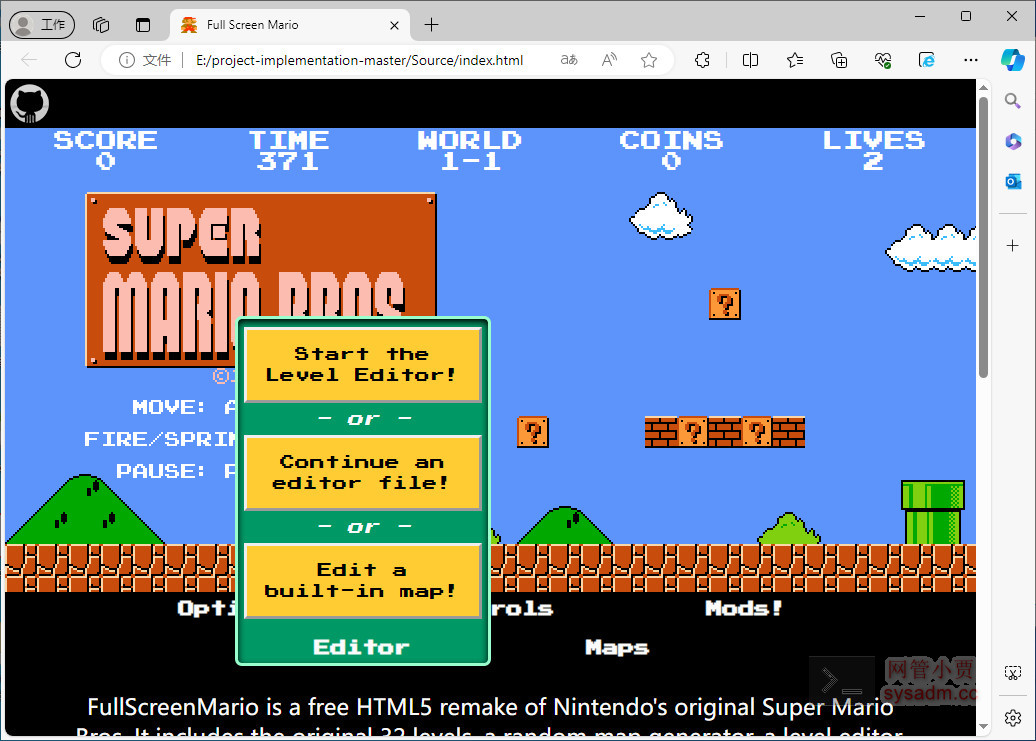 工作
Full Screen Mario
文件
E:/project-implementation-master/Source/index.html
SCORE TIME WORLD COINS LIVES
0 371 1-1 0 2
SUPER
MARIO BROS
©
MOVE: A
FIRE/SPRIN
PAUSE: P
?
?
? ?
Start the
Level Editor!
- or -
Continue an
editor file!
- or -
Edit a
built-in map!
Opti rols Mods!
Editor Maps
网管小贾
sysadm.cc
FullScreenMario is a free HTML5 remake of Nintendo's original Super Mario
Bros. It includes the original 32 levels, a random map generator, a level editor,